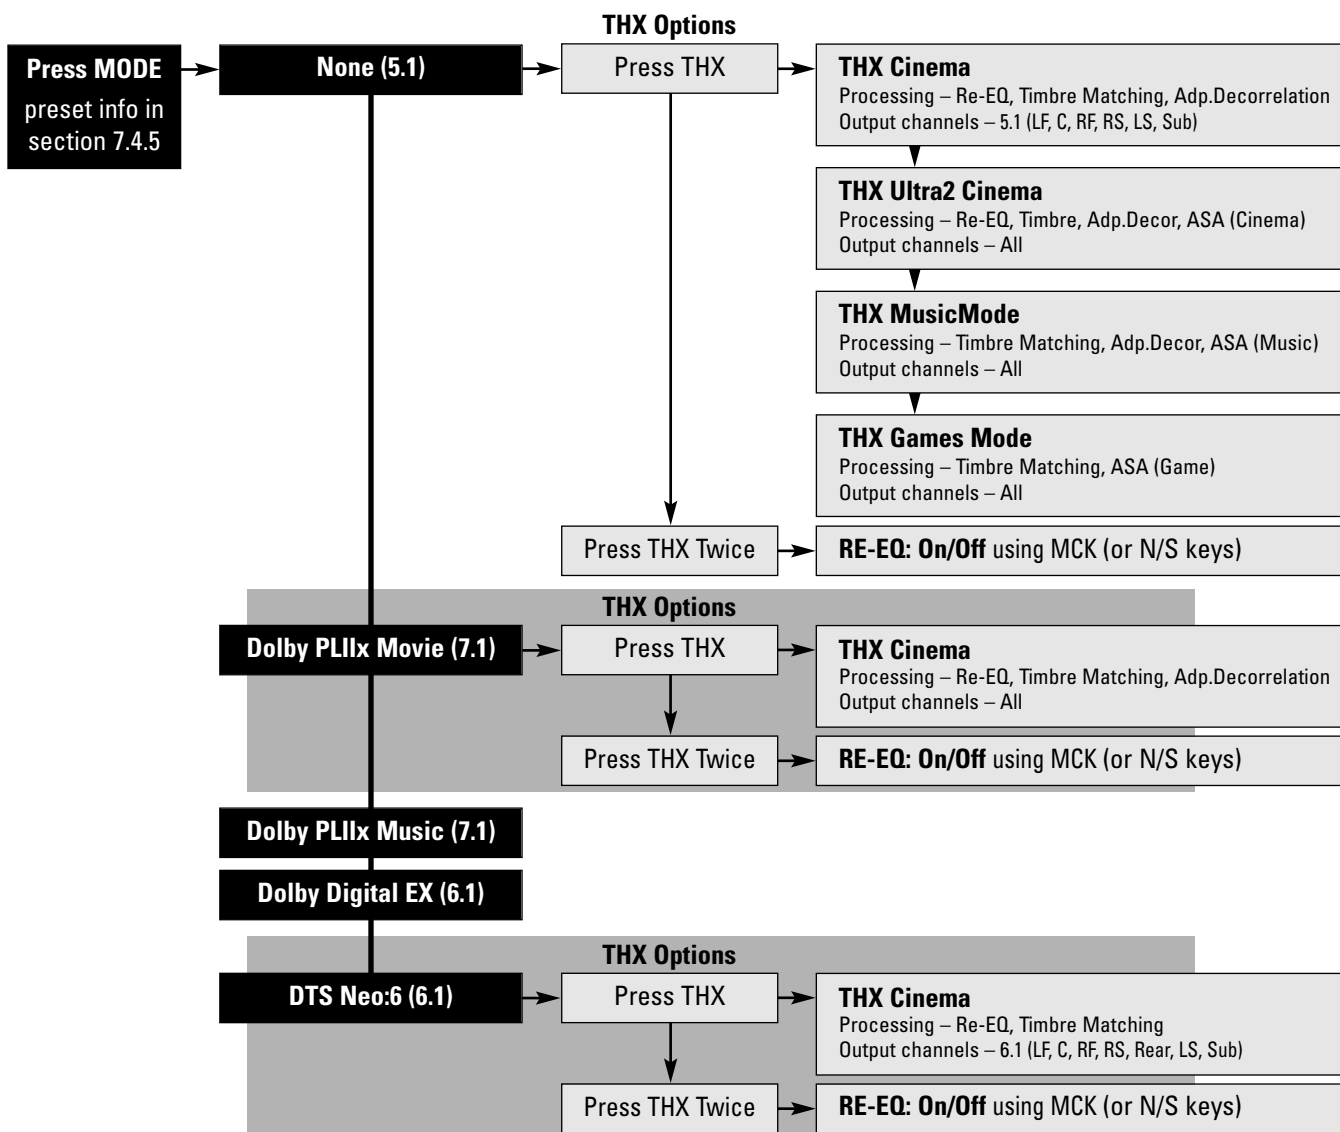 THX Options
Press MODE
preset info in
section 7.4.5
None (5.1)
Press THX
THX Cinema
Processing – Re-EQ, Timbre Matching, Adp.Decorrelation
Output channels – 5.1 (LF, C, RF, RS, LS, Sub)
THX Ultra2 Cinema
Processing – Re-EQ, Timbre, Adp.Decor, ASA (Cinema)
Output channels – All
THX MusicMode
Processing – Timbre Matching, Adp.Decor, ASA (Music)
Output channels – All
THX Games Mode
Processing – Timbre Matching, ASA (Game)
Output channels – All
Press THX Twice
RE-EQ: On/Off using MCK (or N/S keys)
THX Options
Dolby PLIIx Movie (7.1)
Press THX
THX Cinema
Processing – Re-EQ, Timbre Matching, Adp.Decorrelation
Output channels – All
Press THX Twice
RE-EQ: On/Off using MCK (or N/S keys)
Dolby PLIIx Music (7.1)
Dolby Digital EX (6.1)
THX Options
DTS Neo:6 (6.1)
Press THX
THX Cinema
Processing – Re-EQ, Timbre Matching
Output channels – 6.1 (LF, C, RF, RS, Rear, LS, Sub)
Press THX Twice
RE-EQ: On/Off using MCK (or N/S keys)